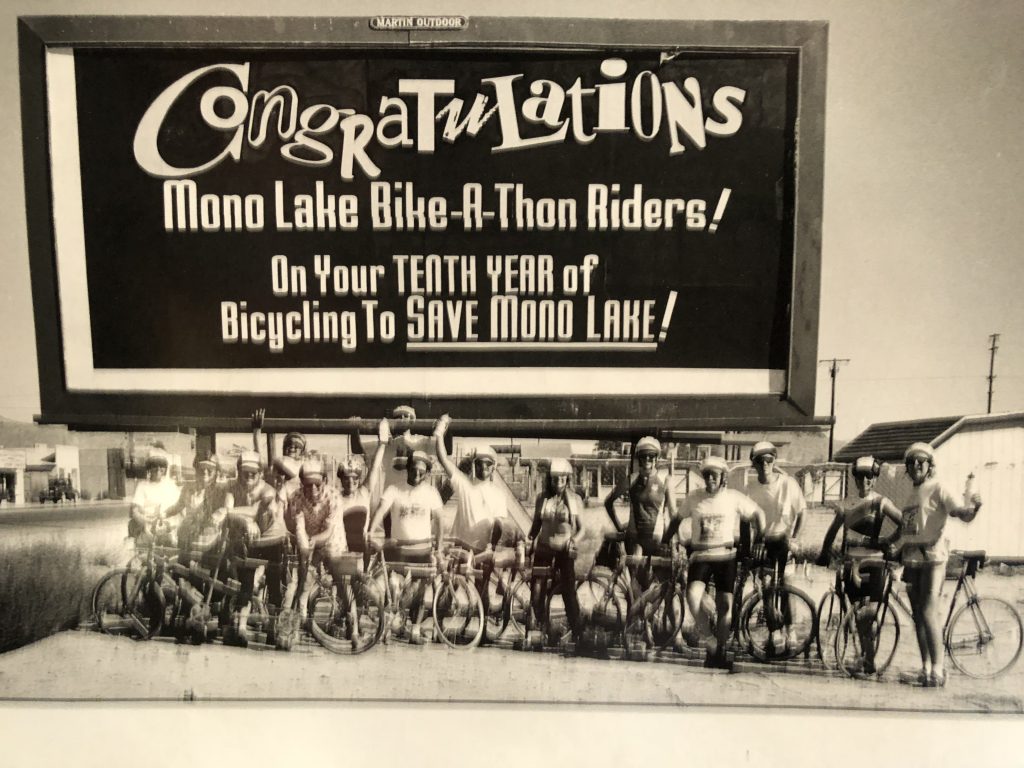 MARTIN OUTDOOR
CongRaTuLations
Mono Lake Bike-A-Thon Riders!
On Your TENTH YEAR of
Bicycling To SAVE MONO LAKE!